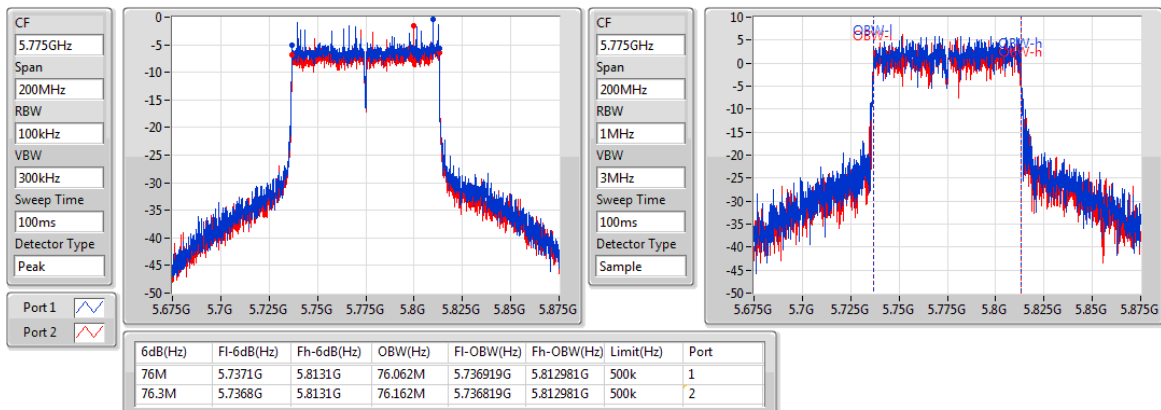 CF
5.775GHz
Span
200MHz
RBW
100kHz
VBW
300kHz
Sweep Time
100ms
Detector Type
Peak
Port 1
Port 2
0
-5
-10
-15
-20
-25
-30
-35
-40
-45
-50
5.675G 5.7G 5.725G 5.75G 5.775G 5.8G 5.825G 5.85G 5.875G
CF
5.775GHz
Span
200MHz
RBW
1MHz
VBW
3MHz
Sweep Time
100ms
Detector Type
Sample
10
5
0
-5
-10
-15
-20
-25
-30
-35
-40
-45
-50
OBW-l
OBW-l
OBW-h
OBW-h
5.675G 5.7G 5.725G 5.75G 5.775G 5.8G 5.825G 5.85G 5.875G
6dB(Hz) Fl-6dB(Hz) Fh-6dB(Hz) OBW(Hz) Fl-OBW(Hz) Fh-OBW(Hz) Limit(Hz) Port
76M 5.7371G 5.8131G 76.062M 5.736919G 5.812981G 500k 1
76.3M 5.7368G 5.8131G 76.162M 5.736819G 5.812981G 500k 2